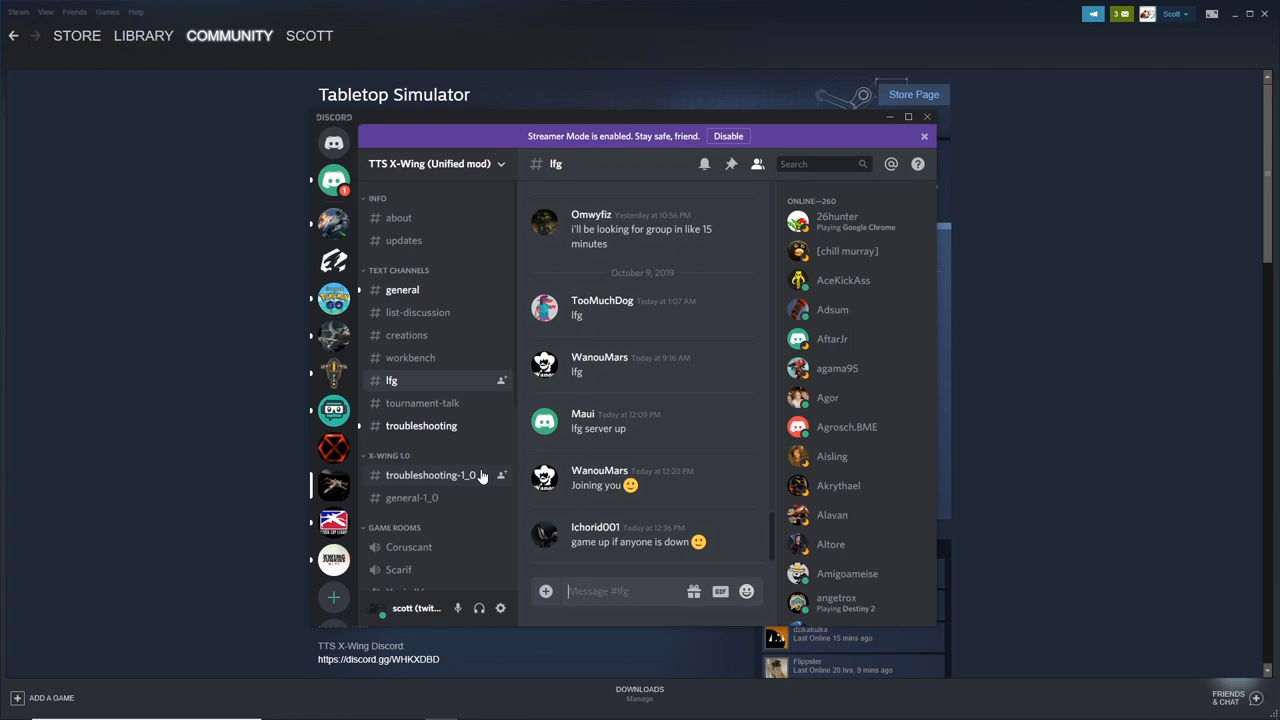 Steam View Friends Games Help
3
Scott
STORE LIBRARY COMMUNITY SCOTT
Tabletop Simulator
Store Page
DISCORD
Streamer Mode is enabled. Stay safe, friend. Disable
TTS X-Wing (Unified mod)
# lfg
Search
INFO
# about
# updates
TEXT CHANNELS
# general
# list-discussion
# creations
# workbench
# lfg
# tournament-talk
# troubleshooting
X-WING 1.0
# troubleshooting-1_0
# general-1_0
GAME ROOMS
Coruscant
Scarif
scott (twit...
1
Omwyfiz Yesterday at 10:56 PM
i'll be looking for group in like 15
minutes
October 9, 2019
TooMuchDog Today at 1:07 AM
lfg
WanouMars Today at 9:16 AM
lfg
Maui Today at 12:09 PM
lfg server up
WanouMars Today at 12:20 PM
Joining you 🙂
Ichorid001 Today at 12:36 PM
game up if anyone is down 🙂
Message #lfg
GIF
ONLINE—260
26hunter
Playing Google Chrome
[chill murray]
AceKickAss
Adsum
AftarJr
agama95
Agor
Agrosch.BME
Aisling
Akrythael
Alavan
Altore
Amigoameise
angetrox
Playing Destiny 2
dzikakulka
Last Online 15 mins ago
Flippster
Last Online 20 hrs, 9 mins ago
TTS X-Wing Discord:
https://discord.gg/WHKXDBD
ADD A GAME
DOWNLOADS
Manage
FRIENDS
& CHAT